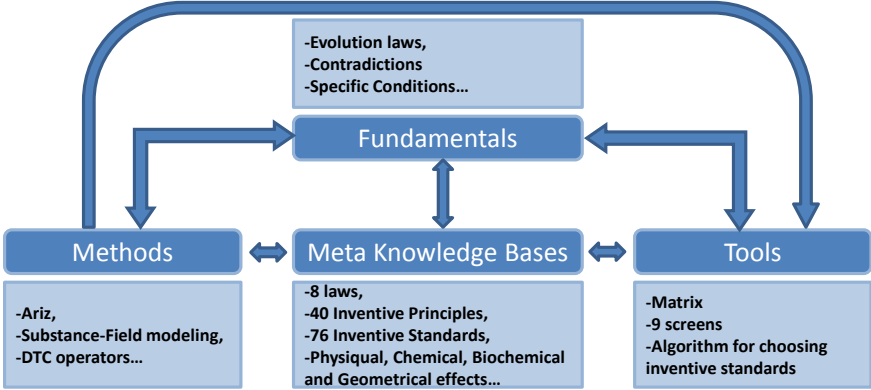 -Evolution laws,
-Contradictions
-Specific Conditions…
Fundamentals
Methods
Meta Knowledge Bases
Tools
-Ariz,
-Substance-Field modeling,
-DTC operators…
-8 laws,
-40 Inventive Principles,
-76 Inventive Standards,
-Physiqual, Chemical, Biochemical
and Geometrical effects…
-Matrix
-9 screens
-Algorithm for choosing
inventive standards